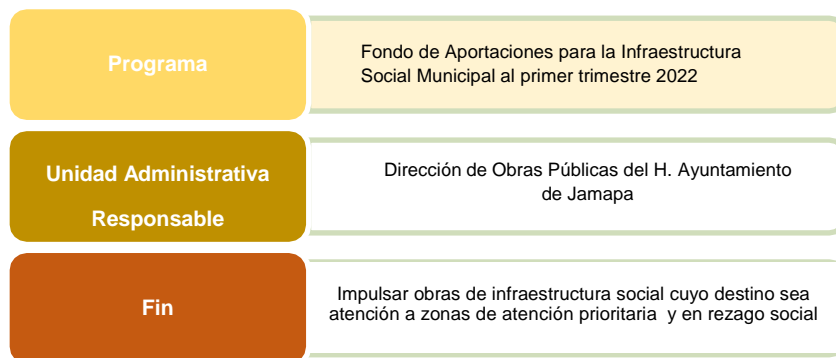 Programa
Fondo de Aportaciones para la Infraestructura
Social Municipal al primer trimestre 2022
Unidad Administrativa
Responsable
Dirección de Obras Públicas del H. Ayuntamiento
de Jamapa
Fin
Impulsar obras de infraestructura social cuyo destino sea
atención a zonas de atención prioritaria y en rezago social